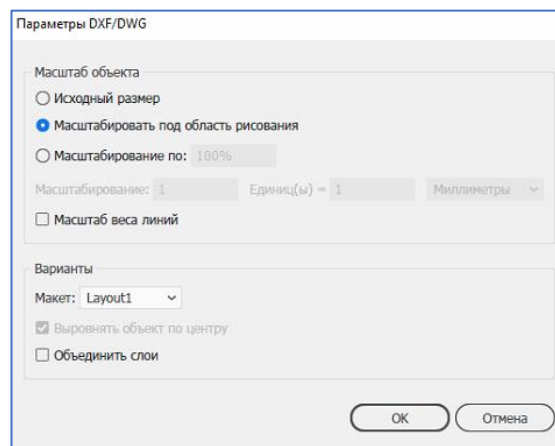 Параметры DXF/DWG
Масштаб объекта
Исходный размер
Масштабировать под область рисования
Масштабирование по: 100%
Масштабирование: 1 Единиц(ы) = 1 Миллиметры
Масштаб веса линий
Варианты
Макет: Layout1
Выровнять объект по центру
Объединить слои
ОК Отмена